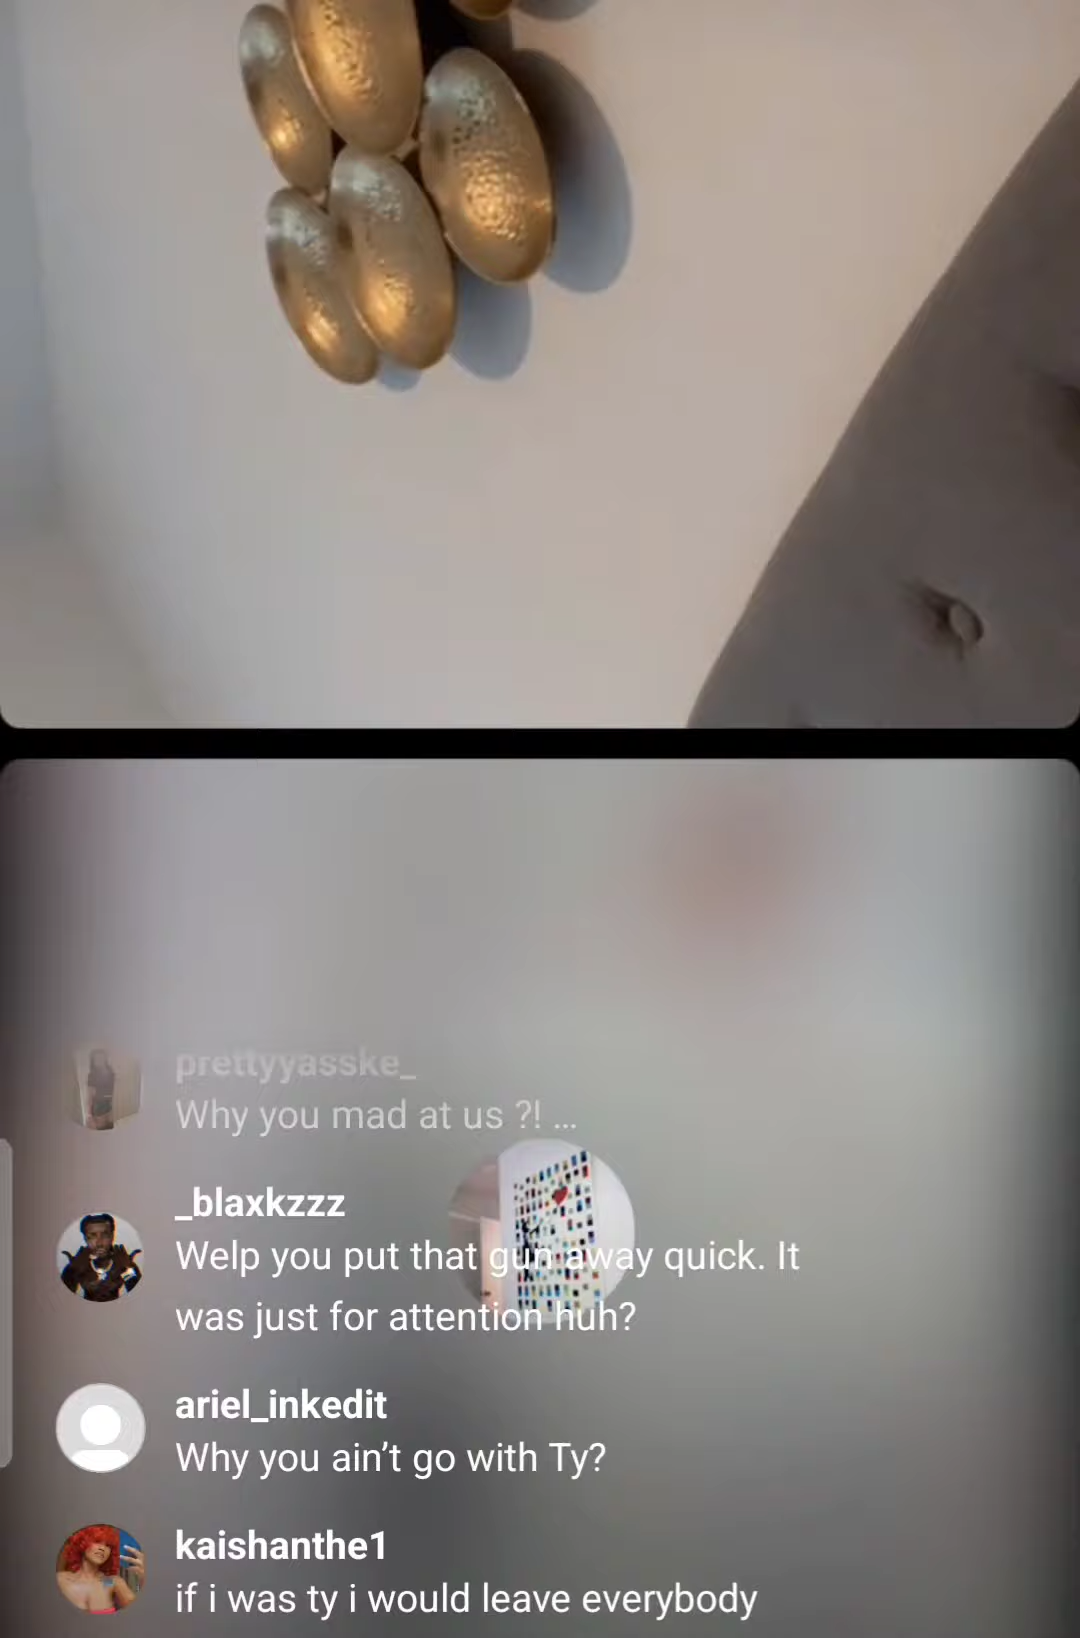 prettyyasske_
Why you mad at us ?! ...
_blaxkzzz
Welp you put that gun away quick. It
was just for attention huh?
ariel_inkedit
Why you ain’t go with Ty?
kaishanthe1
if i was ty i would leave everybody